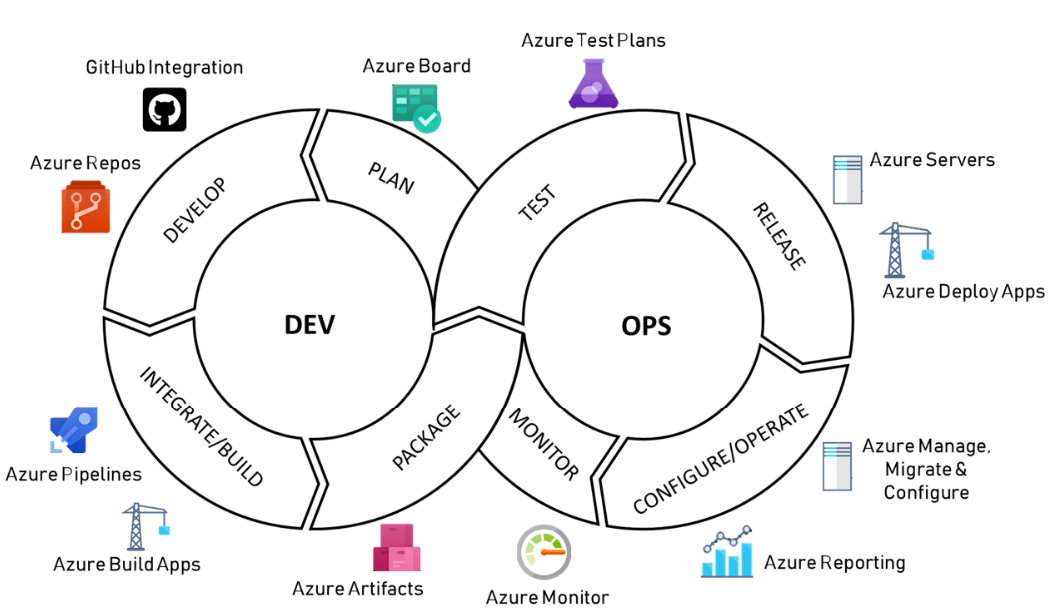 Azure Test Plans
GitHub Integration
Azure Board
Azure Repos
Azure Servers
PLAN
DEVELOP
TEST
RELEASE
Azure Deploy Apps
DEV
OPS
INTEGRATE/BUILD
PACKAGE
MONITOR
CONFIGURE/OPERATE
Azure Pipelines
Azure Manage,
Migrate &
Configure
Azure Build Apps
Azure Artifacts
Azure Monitor
Azure Reporting